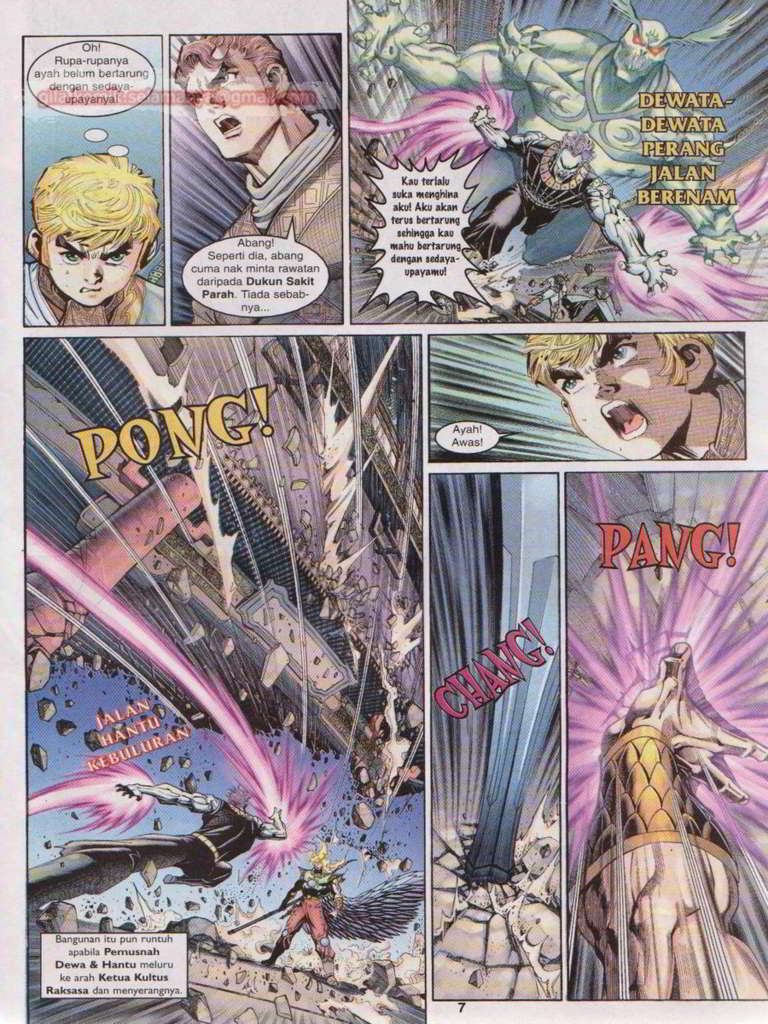 Oh!
Rupa-rupanya
ayah belum bertarung
dengan sedaya-
upayanya!
Abang!
Seperti dia, abang
cuma nak minta rawatan
daripada Dukun Sakit
Parah. Tiada sebab-
nya...
DEWATA-
DEWATA
PERANG
JALAN
BERENAM
Kau terlalu
suka menghina
aku! Aku akan
terus bertarung
sehingga kau
mahu bertarung
dengan sedaya-
upayamu!
PONG!
Ayah!
Awas!
JALAN
HANTU
KEBULURAN
CHANG!
PANG!
Bangunan itu pun runtuh
apabila Pemusnah
Dewa & Hantu meluru
ke arah Ketua Kultus
Raksasa dan menyerangnya.
7